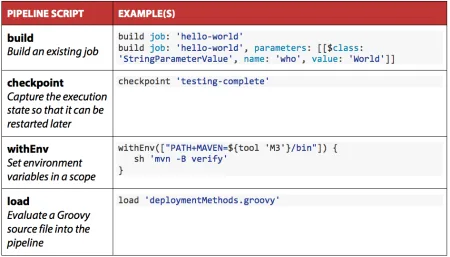 PIPELINE SCRIPT EXAMPLE(S)
build
Build an existing job
build job: 'hello-world'
build job: 'hello-world', parameters: [[$class:
'StringParameterValue', name: 'who', value: 'World']]
checkpoint
Capture the execution
state so that it can be
restarted later
checkpoint 'testing-complete'
withEnv
Set environment
variables in a scope
withEnv(["PATH+MAVEN=${tool 'M3'}/bin"]) {
sh 'mvn -B verify'
}
load
Evaluate a Groovy
source file into the
pipeline
load 'deploymentMethods.groovy'